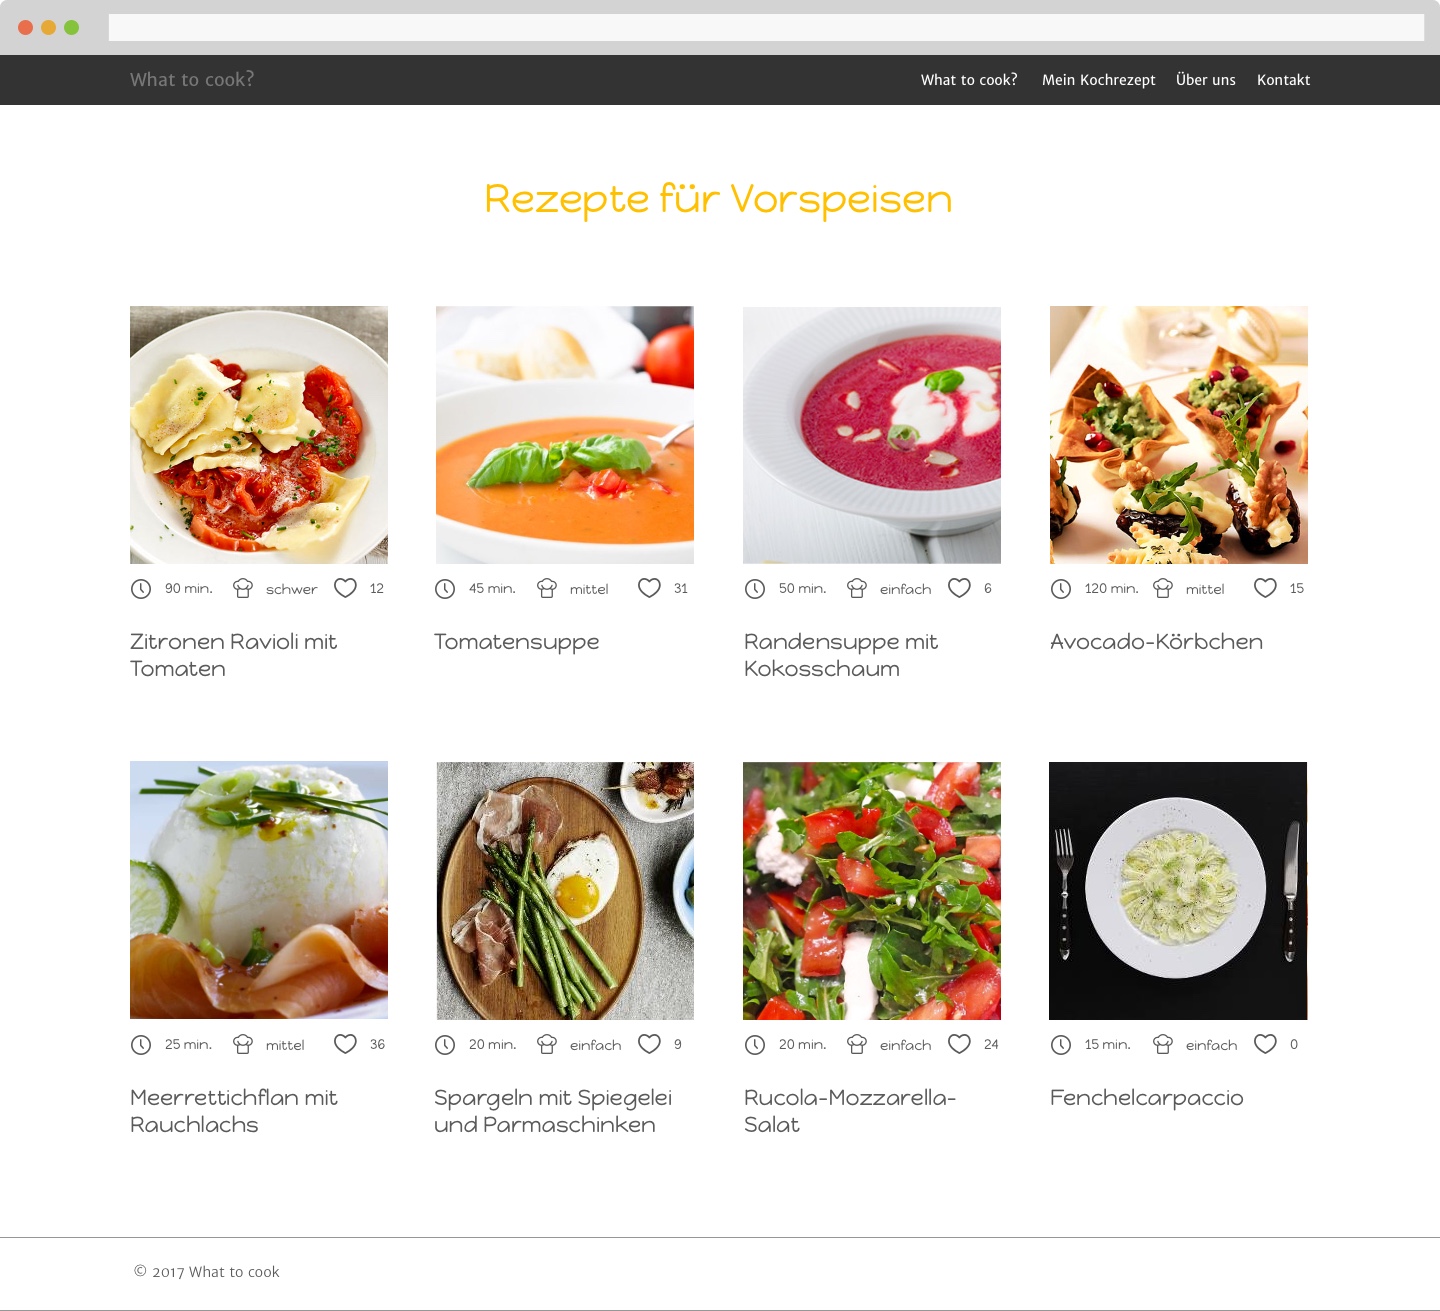 What to cook?
What to cook? Mein Kochrezept Über uns Kontakt
Rezepte für Vorspeisen
90 min. schwer 12
Zitronen Ravioli mit
Tomaten
45 min. mittel 31
Tomatensuppe
50 min. einfach 6
Randensuppe mit
Kokosschaum
120 min. mittel 15
Avocado-Körbchen
25 min. mittel 36
Meerrettichflan mit
Rauchlachs
20 min. einfach 9
Spargeln mit Spiegelei
und Parmaschinken
20 min. einfach 24
Rucola-Mozzarella-
Salat
15 min. einfach 0
Fenchelcarpaccio
© 2017 What to cook